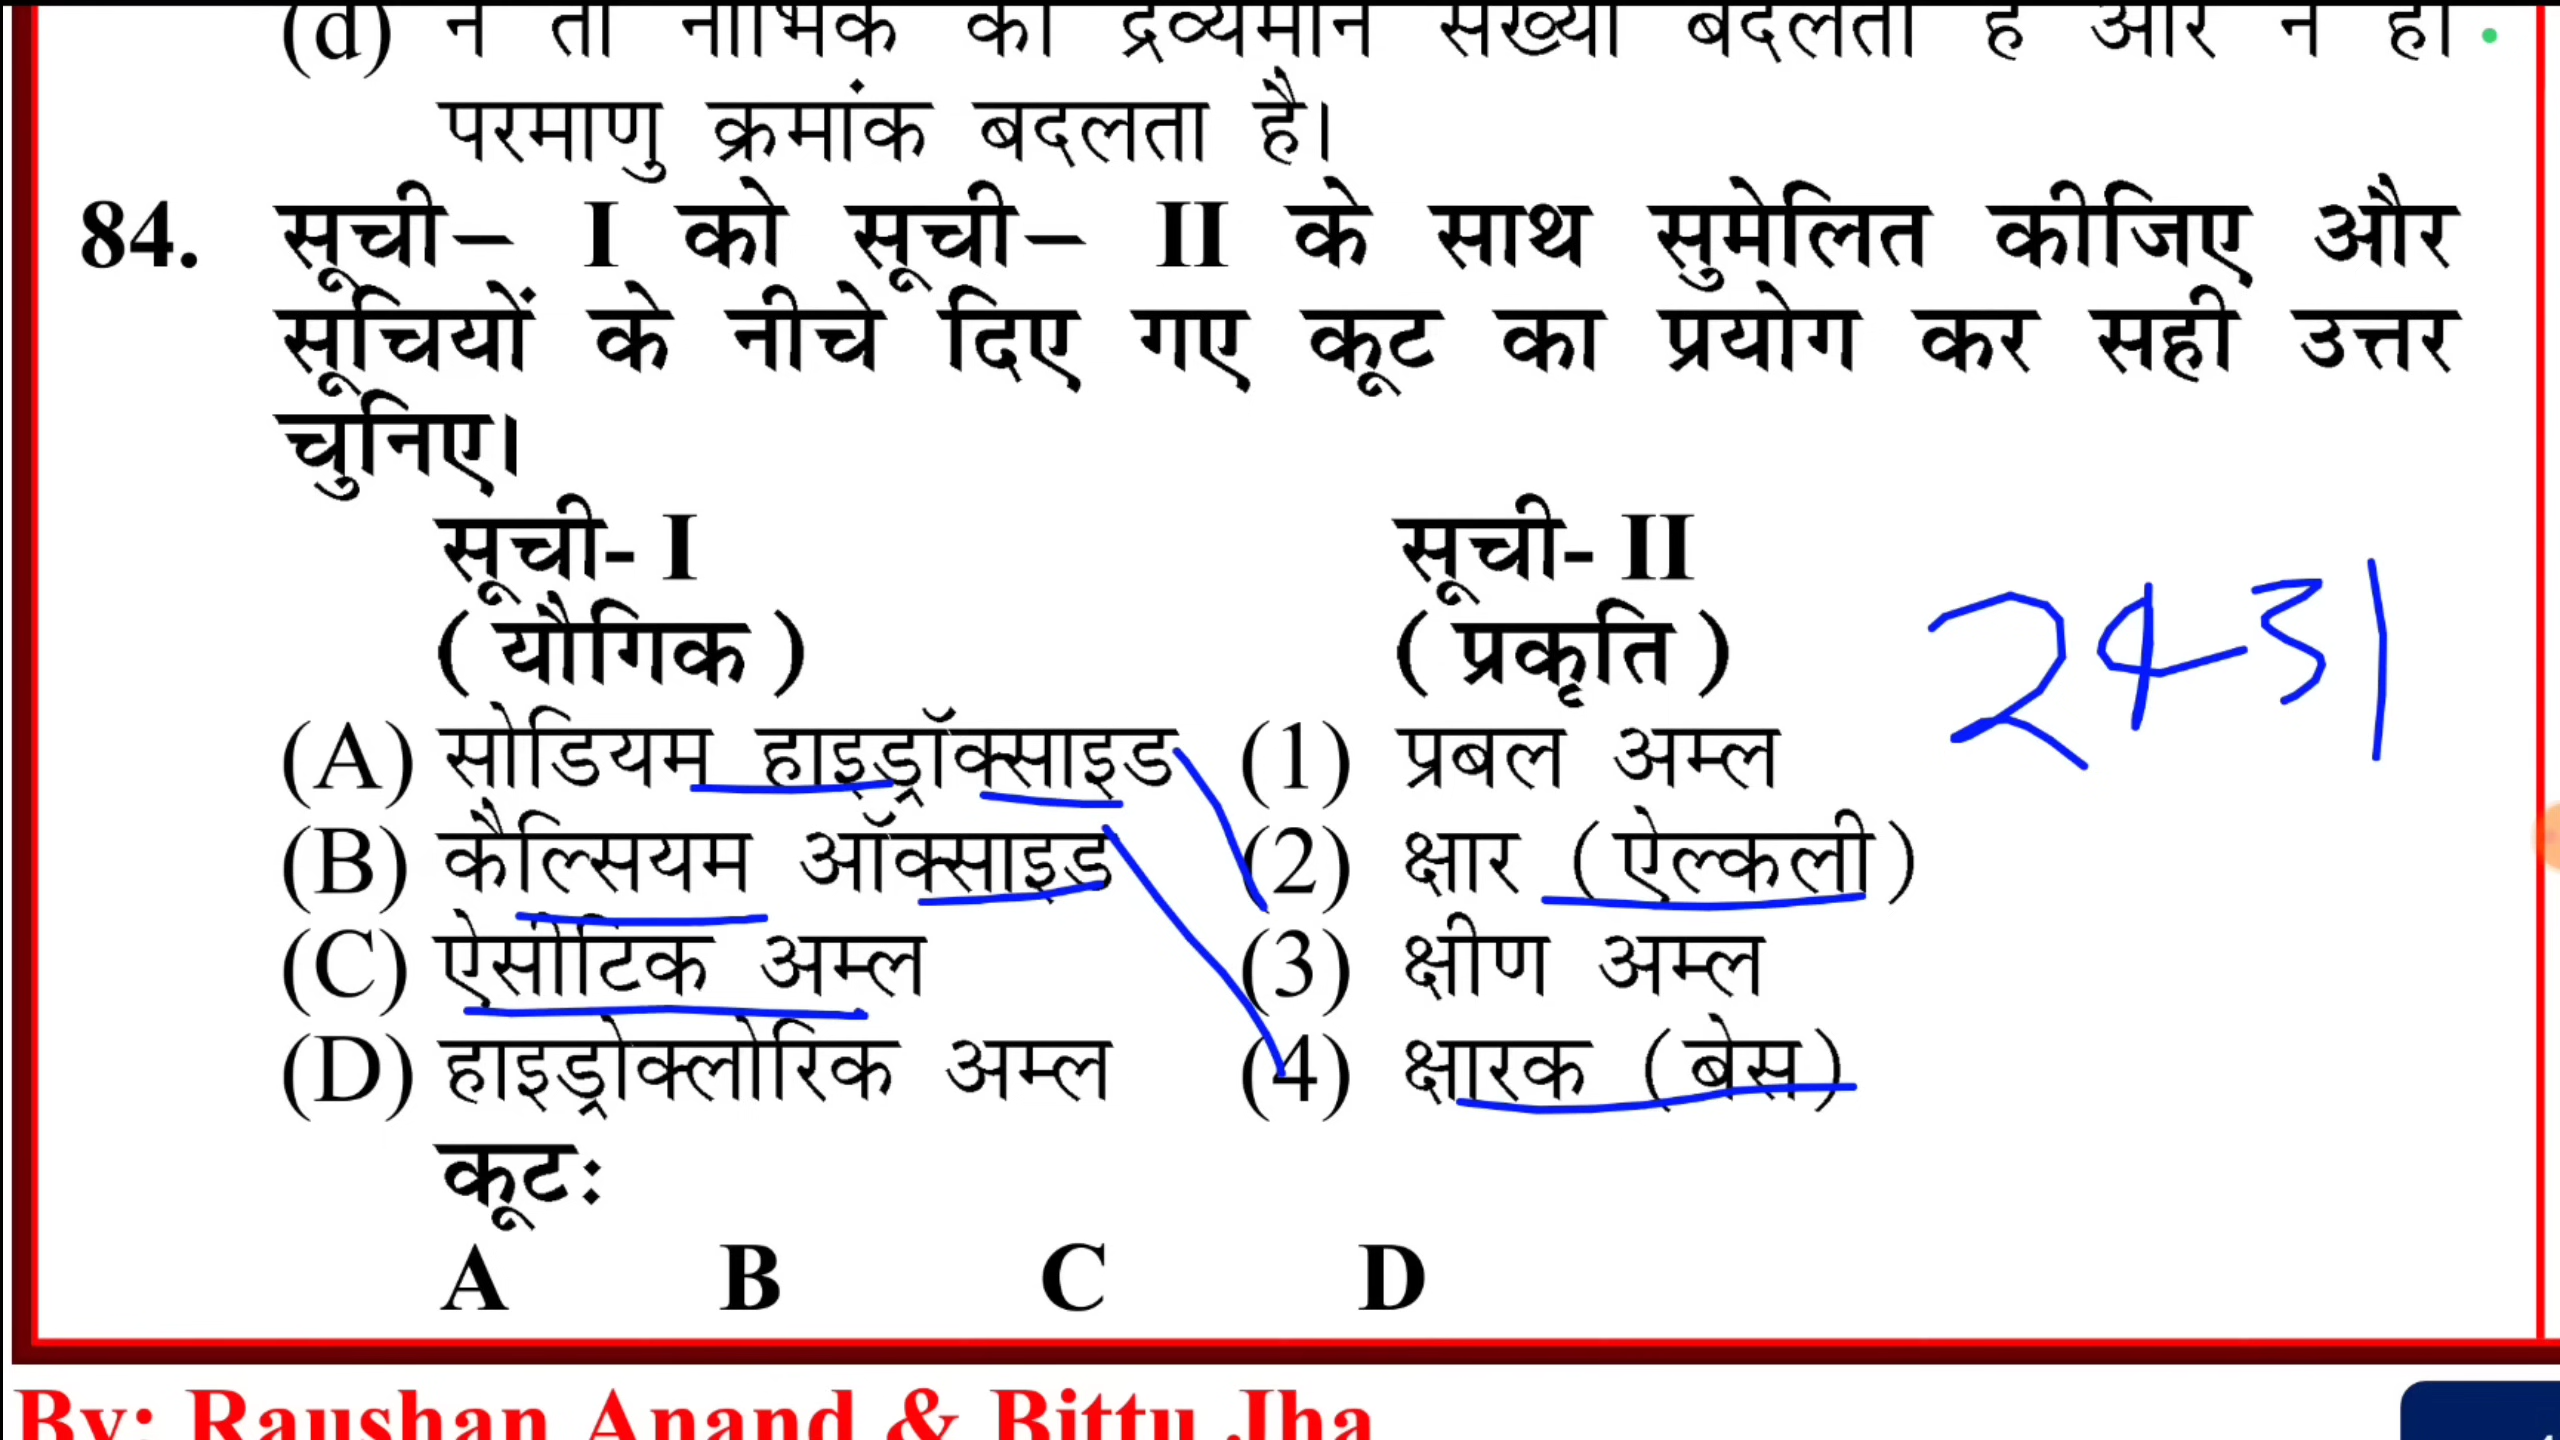 (d) न तो नाभिक की द्रव्यमान संख्या बदलती है और न ही
परमाणु क्रमांक बदलता है।
84. सूची– I को सूची– II के साथ सुमेलित कीजिए और
सूचियों के नीचे दिए गए कूट का प्रयोग कर सही उत्तर
चुनिए।
सूची- I सूची- II
( यौगिक ) ( प्रकृति )
2431
(A) सोडियम हाइड्रॉक्साइड (1) प्रबल अम्ल
(B) कैल्सियम ऑक्साइड (2) क्षार (ऐल्कली)
(C) ऐसीटिक अम्ल (3) क्षीण अम्ल
(D) हाइड्रोक्लोरिक अम्ल (4) क्षारक (बेस)
कूटः
A B C D
By: Raushan Anand & Bittu Jha